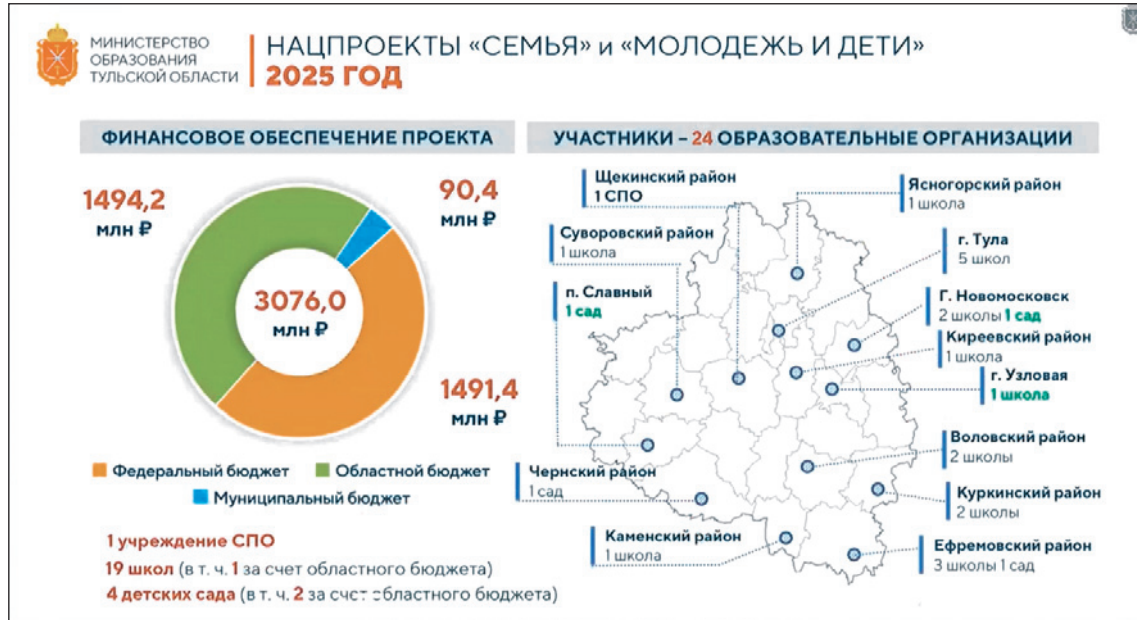 МИНИСТЕРСТВО
ОБРАЗОВАНИЯ
ТУЛЬСКОЙ ОБЛАСТИ
НАЦПРОЕКТЫ «СЕМЬЯ» и «МОЛОДЕЖЬ И ДЕТИ»
2025 ГОД
ФИНАНСОВОЕ ОБЕСПЕЧЕНИЕ ПРОЕКТА
1494,2
млн ₽
90,4
млн ₽
3076,0
млн ₽
1491,4
млн ₽
Федеральный бюджет
Областной бюджет
Муниципальный бюджет
1 учреждение СПО
19 школ (в т. ч. 1 за счет областного бюджета)
4 детских сада (в т. ч. 2 за счет областного бюджета)
УЧАСТНИКИ – 24 ОБРАЗОВАТЕЛЬНЫЕ ОРГАНИЗАЦИИ
Щекинский район
1 СПО
Суворовский район
1 школа
п. Славный
1 сад
Чернский район
1 сад
Каменский район
1 школа
Ясногорский район
1 школа
г. Тула
5 школ
Г. Новомосковск
2 школы 1 сад
Киреевский район
1 школа
г. Узловая
1 школа
Воловский район
2 школы
Куркинский район
2 школы
Ефремовский район
3 школы 1 сад